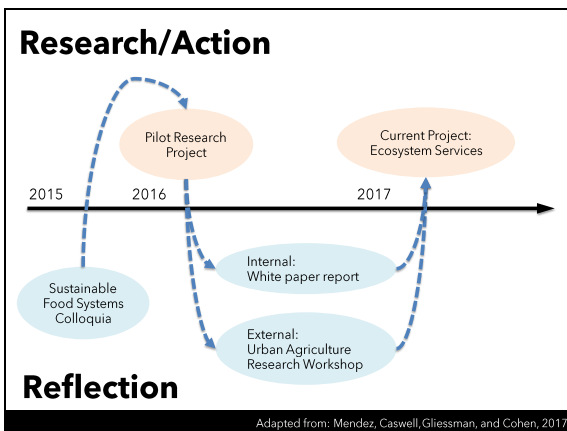 Research/Action
Pilot Research
Project
Current Project:
Ecosystem Services
2015
2016
2017
Internal:
White paper report
Sustainable
Food Systems
Colloquia
External:
Urban Agriculture
Research Workshop
Reflection
Adapted from: Mendez, Caswell, Gliessman, and Cohen, 2017